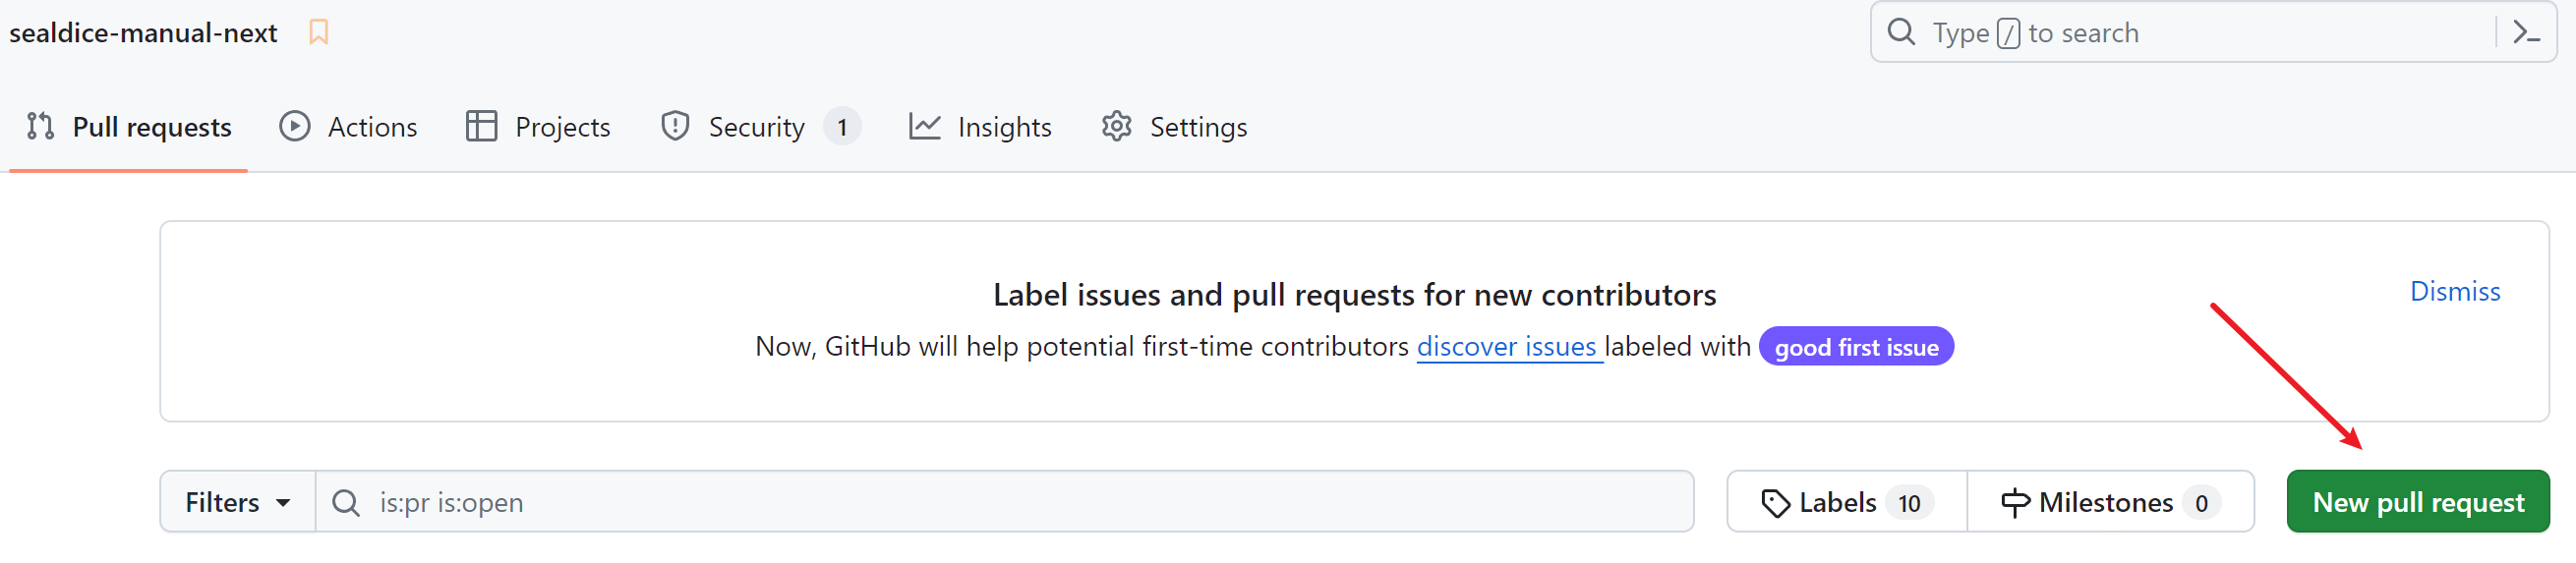 sealdice-manual-next
Type / to search
Pull requests Actions Projects Security 1 Insights Settings
Label issues and pull requests for new contributors
Dismiss
Now, GitHub will help potential first-time contributors discover issues labeled with good first issue
Filters is:pr is:open Labels 10 Milestones 0 New pull request